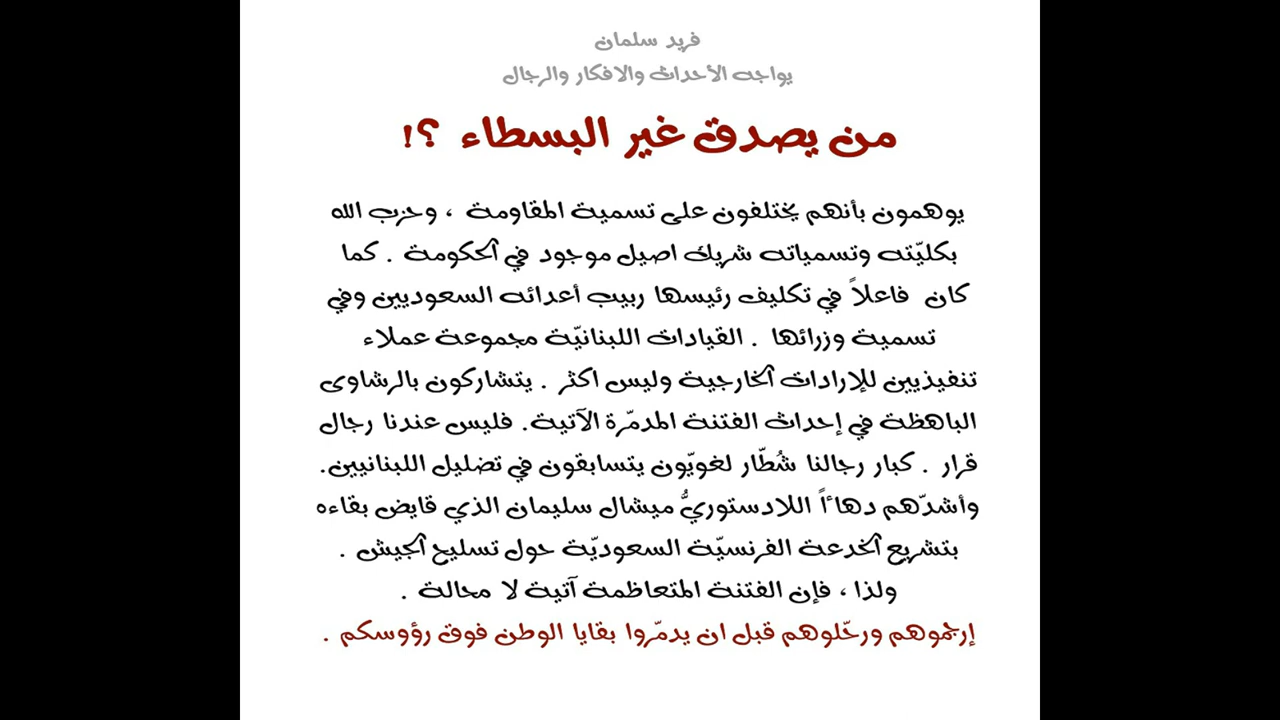 فريد سلمان
يواجه الأحداث والافكار والرجال
من يصدق غير البسطاء ؟!
يوهمون بأنهم يختلفون على تسمية المقاومة ، وحزب الله
بكليّته وتسمياته شريك اصيل موجود في الحكومة . كما
كان فاعلاً في تكليف رئيسها ربيب أعدائه السعوديين وفي
تسمية وزرائها . القيادات اللبنانيّة مجموعة عملاء
تنفيذيين للإرادات الخارجية وليس اكثر . يتشاركون بالرشاوى
الباهظة في إحداث الفتنة المدمّرة الآتية. فليس عندنا رجال
قرار . كبار رجالنا شُطّار لغويّون يتسابقون في تضليل اللبنانيين.
وأشدّهم دهاءً اللادستوريُّ ميشال سليمان الذي قايض بقاءه
بتشريع الخدعة الفرنسيّة السعوديّة حول تسليح الجيش .
ولذا ، فإن الفتنة المتعاظمة آتية لا محالة .
إرجموهم ورحّلوهم قبل ان يدمّروا بقايا الوطن فوق رؤوسكم .